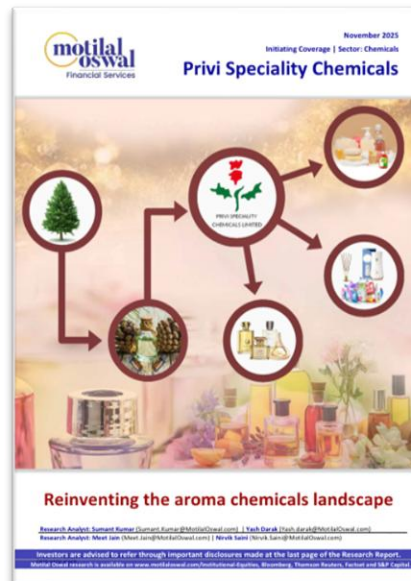 November 2025
motilal
oswal
Financial Services
Initiating Coverage | Sector: Chemicals
Privi Speciality Chemicals
PRIVI SPECIALITY
CHEMICALS LIMITED
Reinventing the aroma chemicals landscape
Research Analyst: Sumant Kumar (Sumant.Kumar@MotilalOswal.com) | Yash Darak (Yash.darak@MotilalOswal.com)
Research Analyst: Meet Jain (Meet.Jain@MotilalOswal.com) | Nirvik Saini (Nirvik.Saini@MotilalOswal.com)
Investors are advised to refer through important disclosures made at the last page of the Research Report.
Motilal Oswal research is available on www.motilaloswal.com/Institutional-Equities, Bloomberg, Thomson Reuters, Factset and S&P Capital.